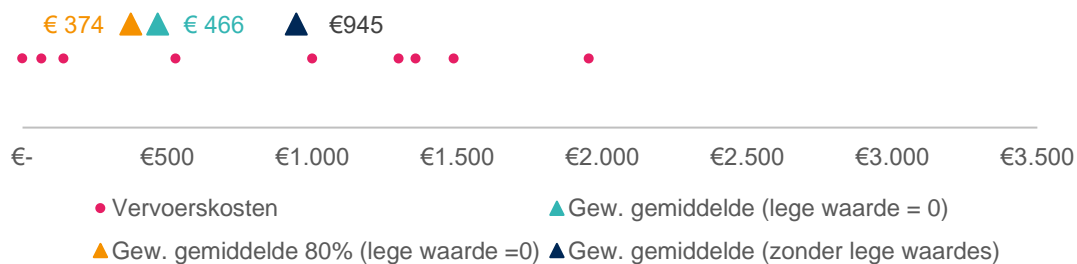 € 374 € 466 €945
€- €500 €1.000 €1.500 €2.000 €2.500 €3.000 €3.500
Vervoerskosten Gew. gemiddelde (lege waarde = 0)
Gew. gemiddelde 80% (lege waarde =0) Gew. gemiddelde (zonder lege waardes)